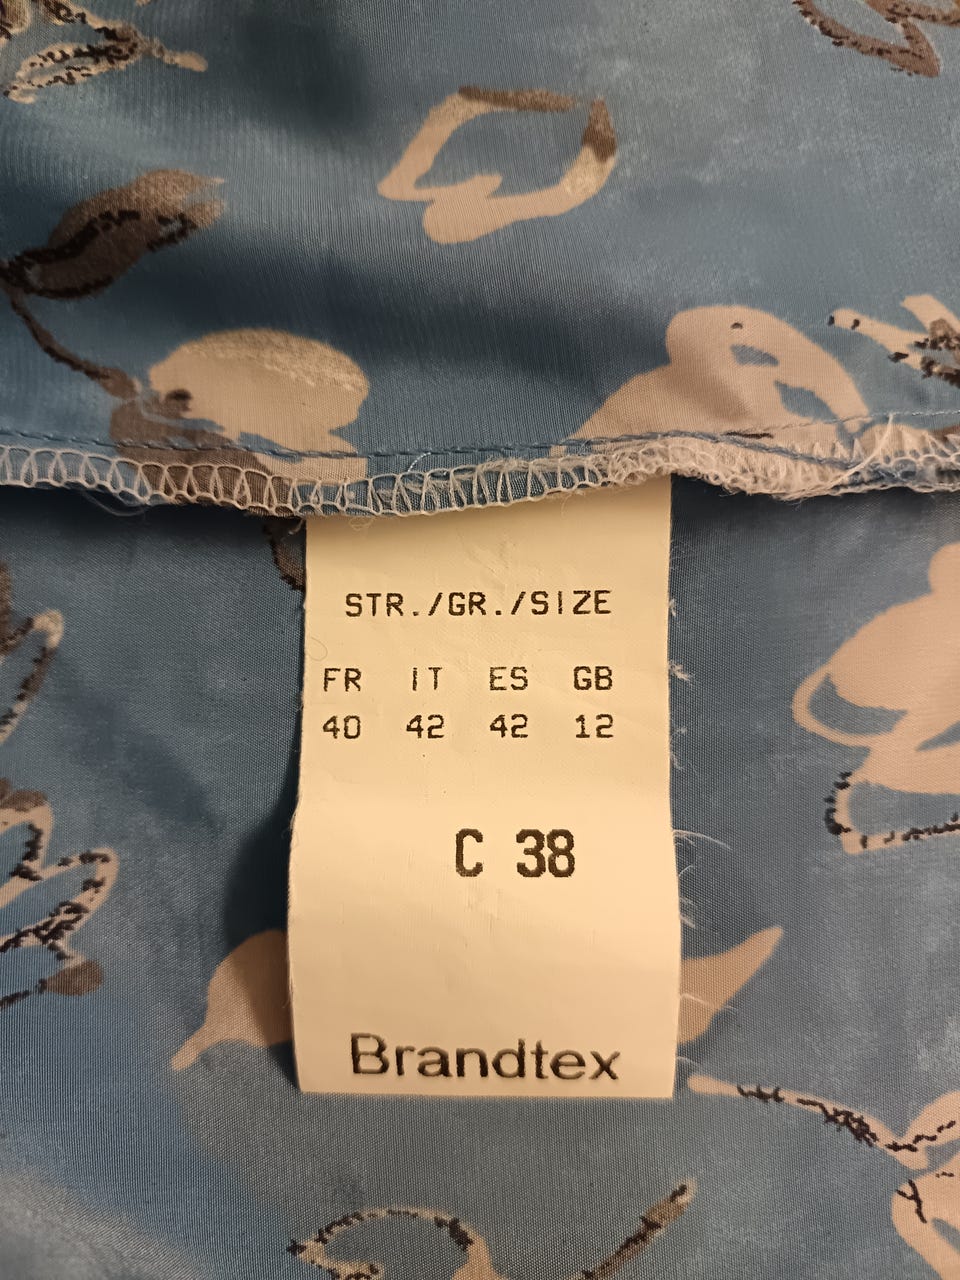 STR./GR./SIZE
FR IT ES GB
40 42 42 12
C 38
Brandtex